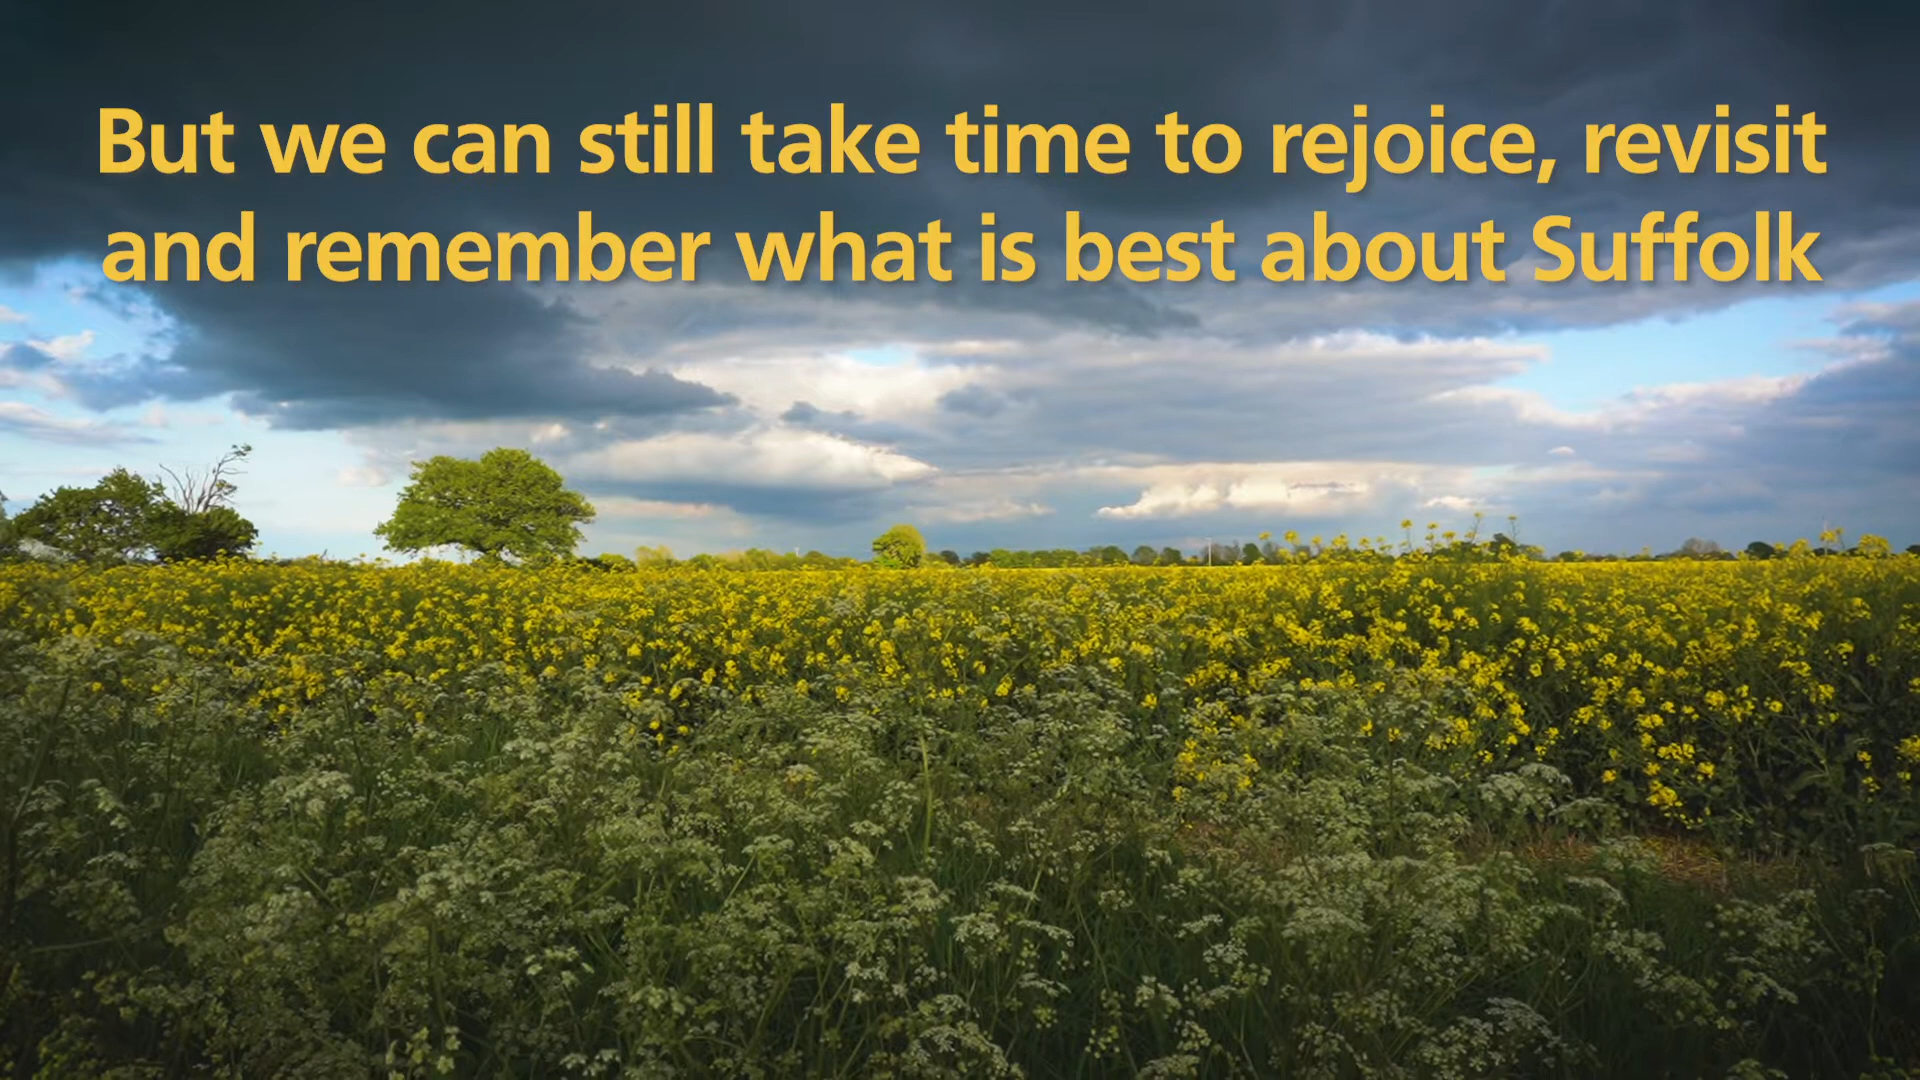 But we can still take time to rejoice, revisit
and remember what is best about Suffolk